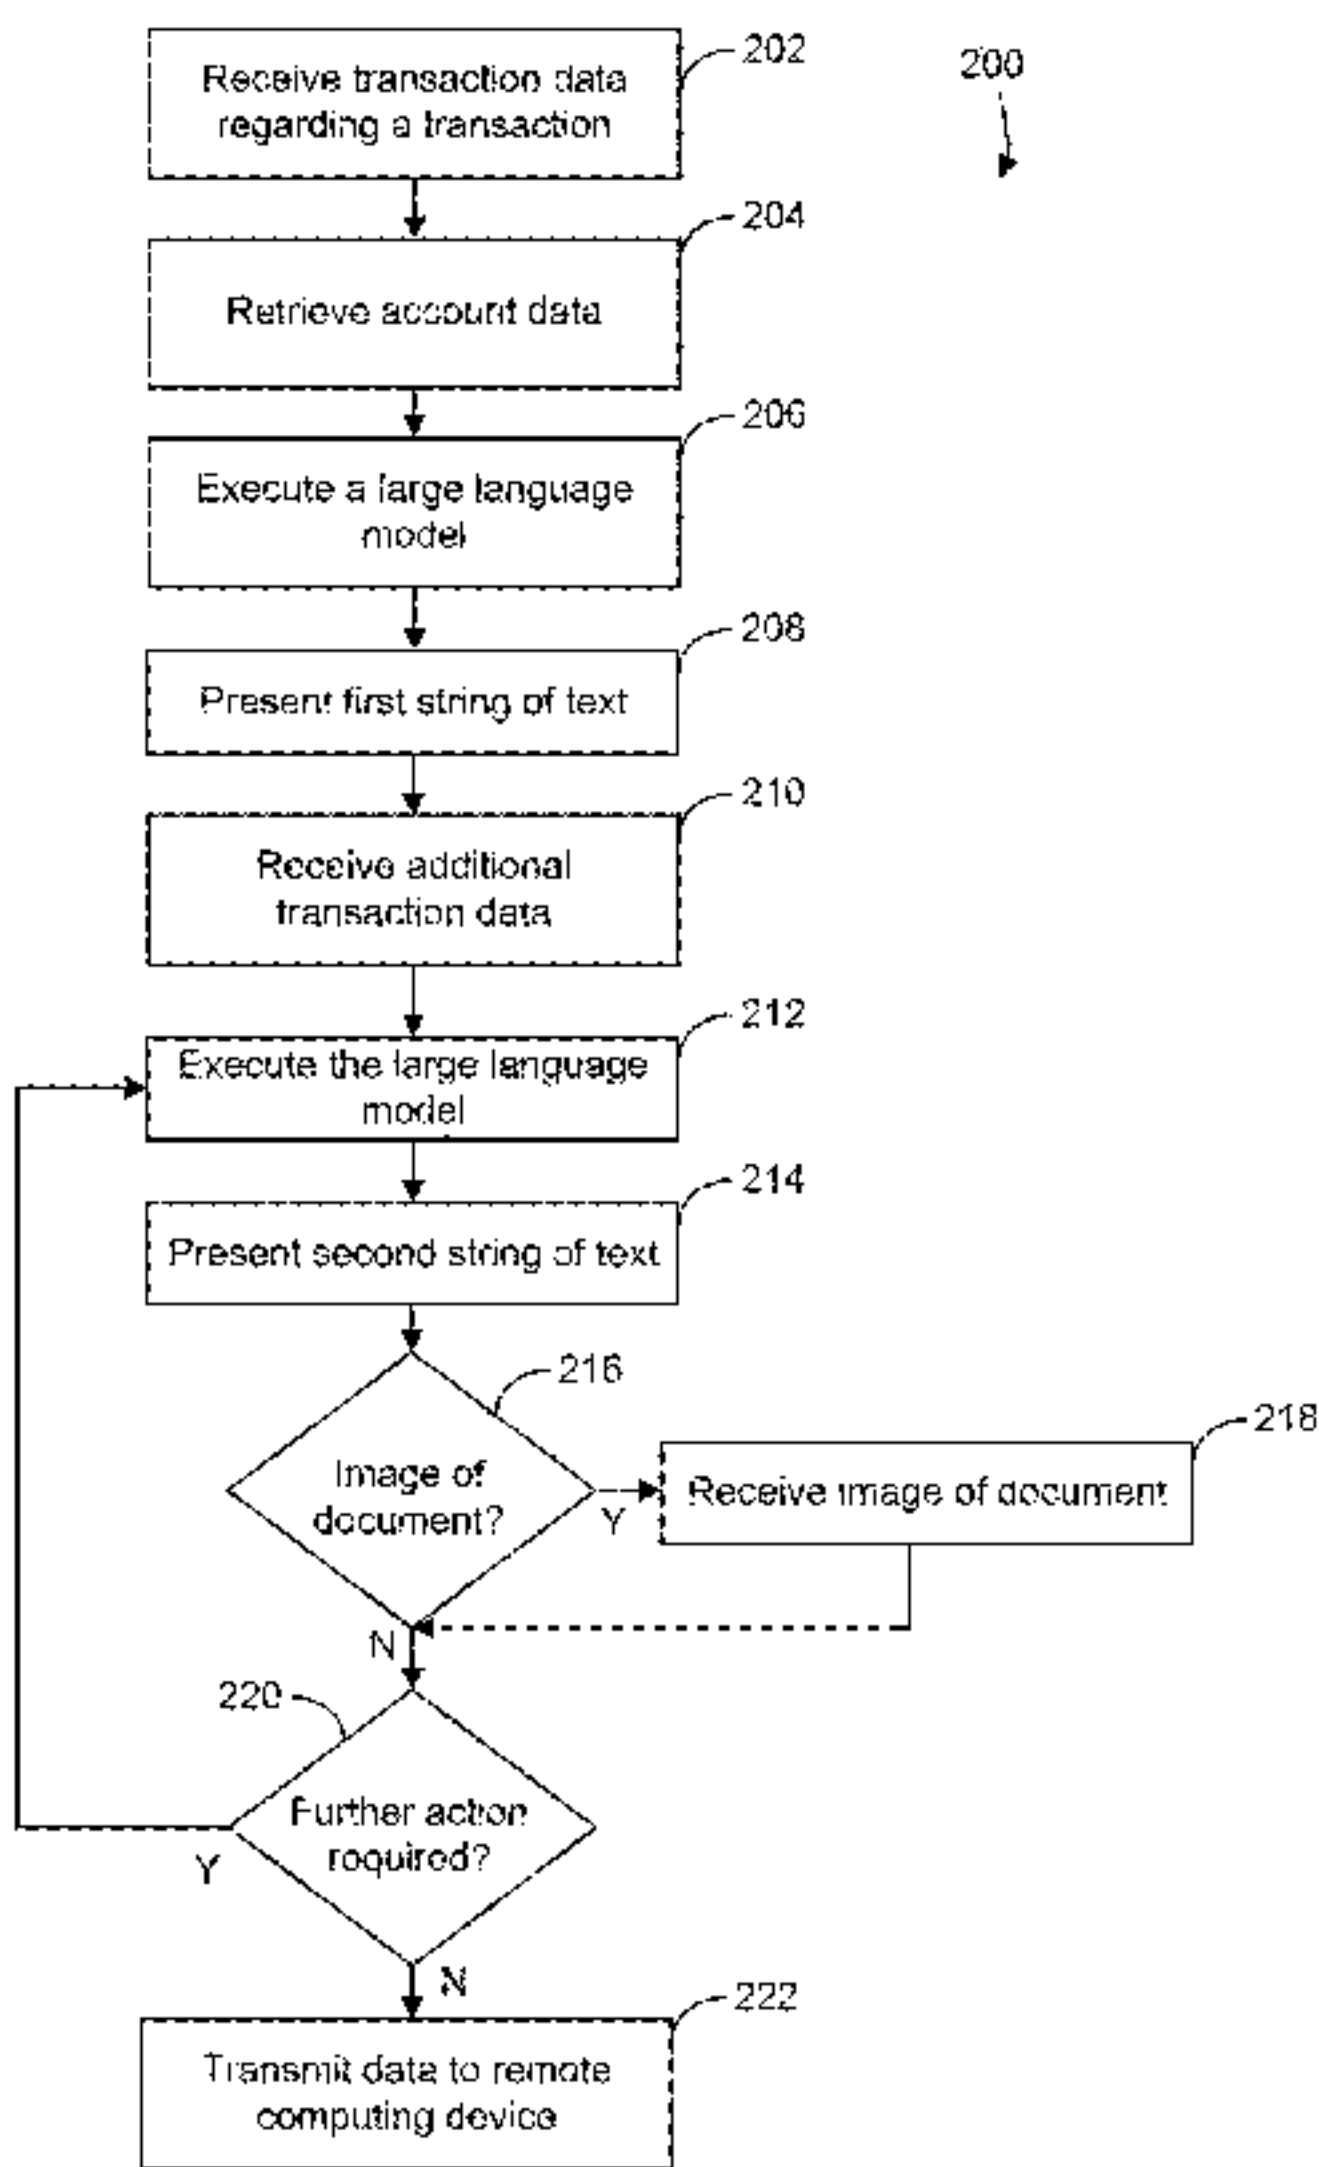 202
200
Receive transaction data
regarding a transaction
204
Retrieve account data
206
Execute a large language
model
208
Present first string of text
210
Receive additional
transaction data
212
Execute the large language
model
214
Present second string of text
216
Image of
document?
Y
218
Receive image of document
N
220
Further action
required?
Y
N
222
Transmit data to remote
computing device